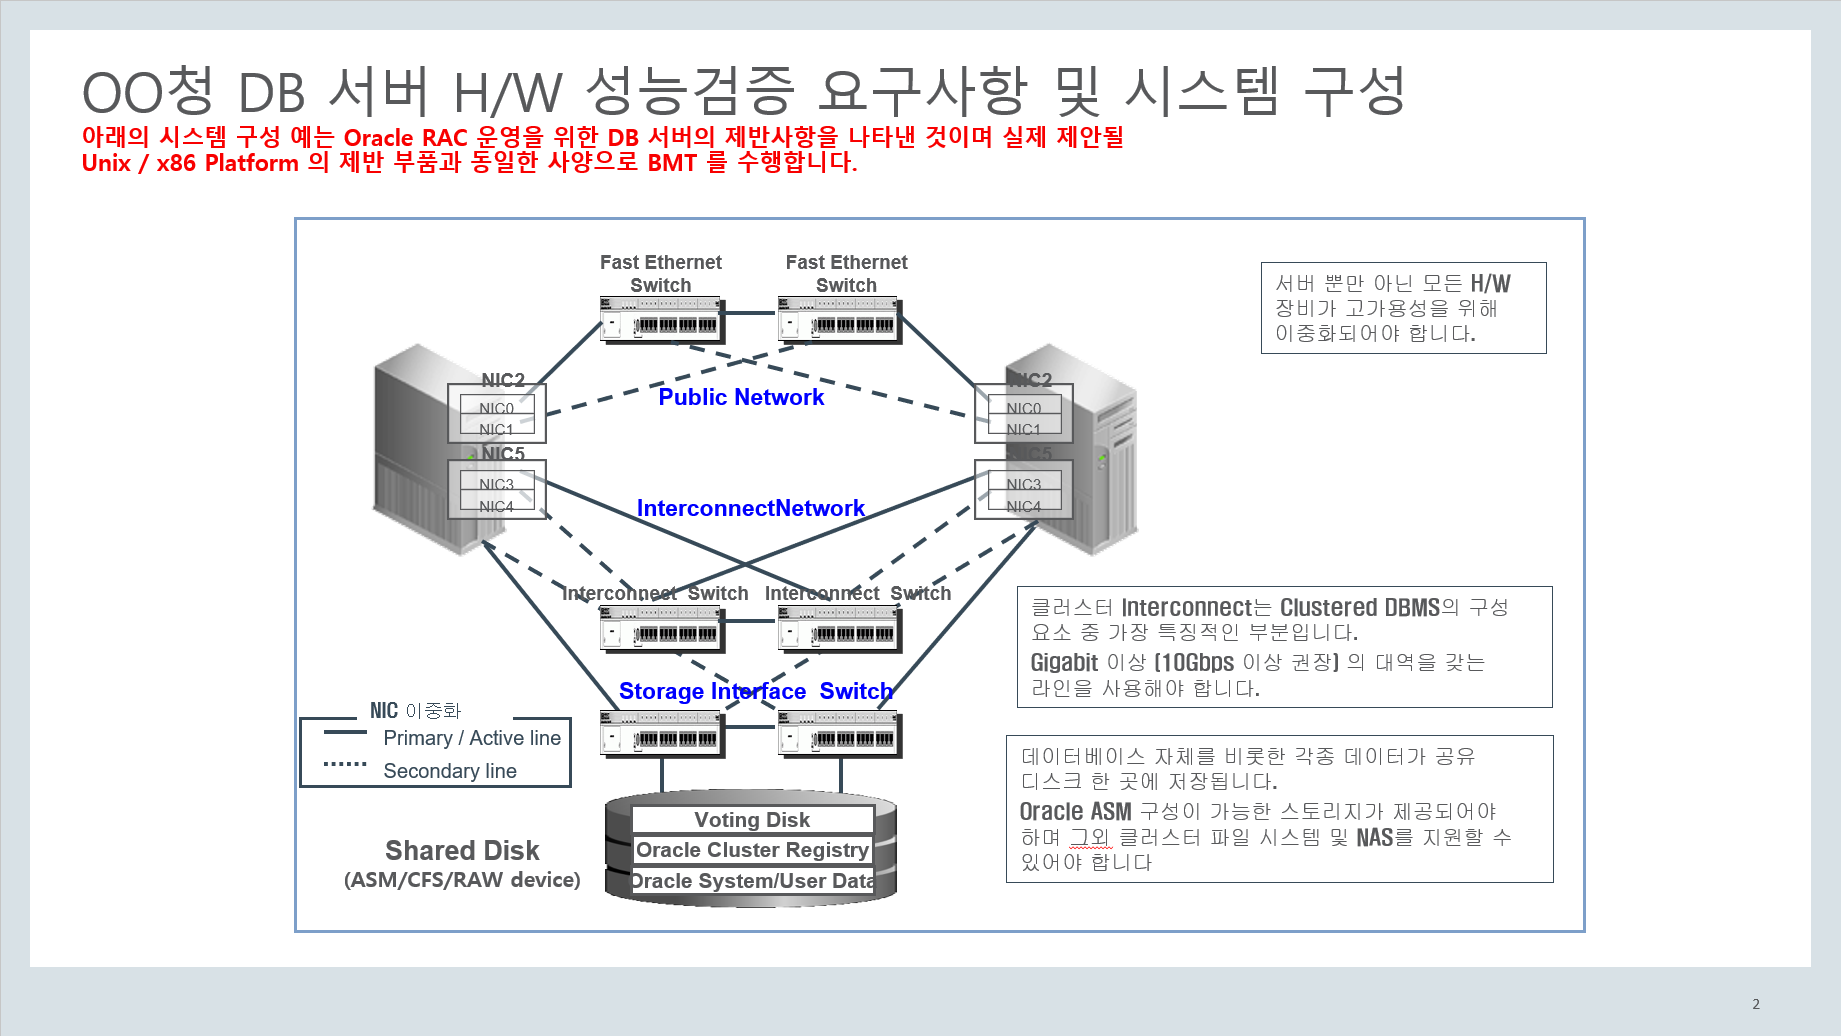 OO청 DB 서버 H/W 성능검증 요구사항 및 시스템 구성
아래의 시스템 구성 예는 Oracle RAC 운영을 위한 DB 서버의 제반사항을 나타낸 것이며 실제 제안될
Unix / x86 Platform 의 제반 부품과 동일한 사양으로 BMT 를 수행합니다.
Fast Ethernet
Switch
Fast Ethernet
Switch
서버 뿐만 아닌 모든 H/W
장비가 고가용성을 위해
이중화되어야 합니다.
NIC2
NIC0
NIC1
NIC2
NIC0
NIC1
Public Network
NIC5
NIC3
NIC4
NIC5
NIC3
NIC4
InterconnectNetwork
Interconnect Switch
Interconnect Switch
클러스터 Interconnect는 Clustered DBMS의 구성
요소 중 가장 특징적인 부분입니다.
Gigabit 이상 (10Gbps 이상 권장) 의 대역을 갖는
라인을 사용해야 합니다.
Storage Interface Switch
NIC 이중화
Primary / Active line
Secondary line
데이터베이스 자체를 비롯한 각종 데이터가 공유
디스크 한 곳에 저장됩니다.
Oracle ASM 구성이 가능한 스토리지가 제공되어야
하며 그외 클러스터 파일 시스템 및 NAS를 지원할 수
있어야 합니다
Shared Disk
(ASM/CFS/RAW device)
Voting Disk
Oracle Cluster Registry
Oracle System/User Data
2